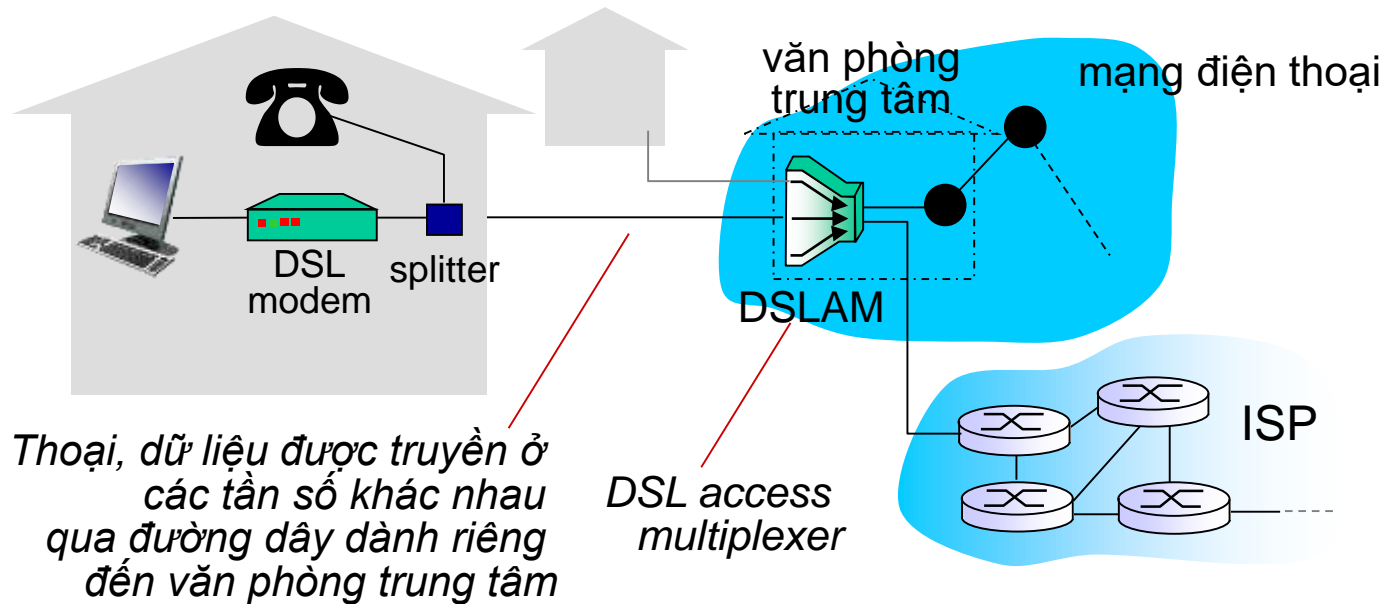 văn phòng
trung tâm
mạng điện thoại
DSL
modem
splitter
DSLAM
ISP
Thoại, dữ liệu được truyền ở
các tần số khác nhau
qua đường dây dành riêng
đến văn phòng trung tâm
DSL access
multiplexer